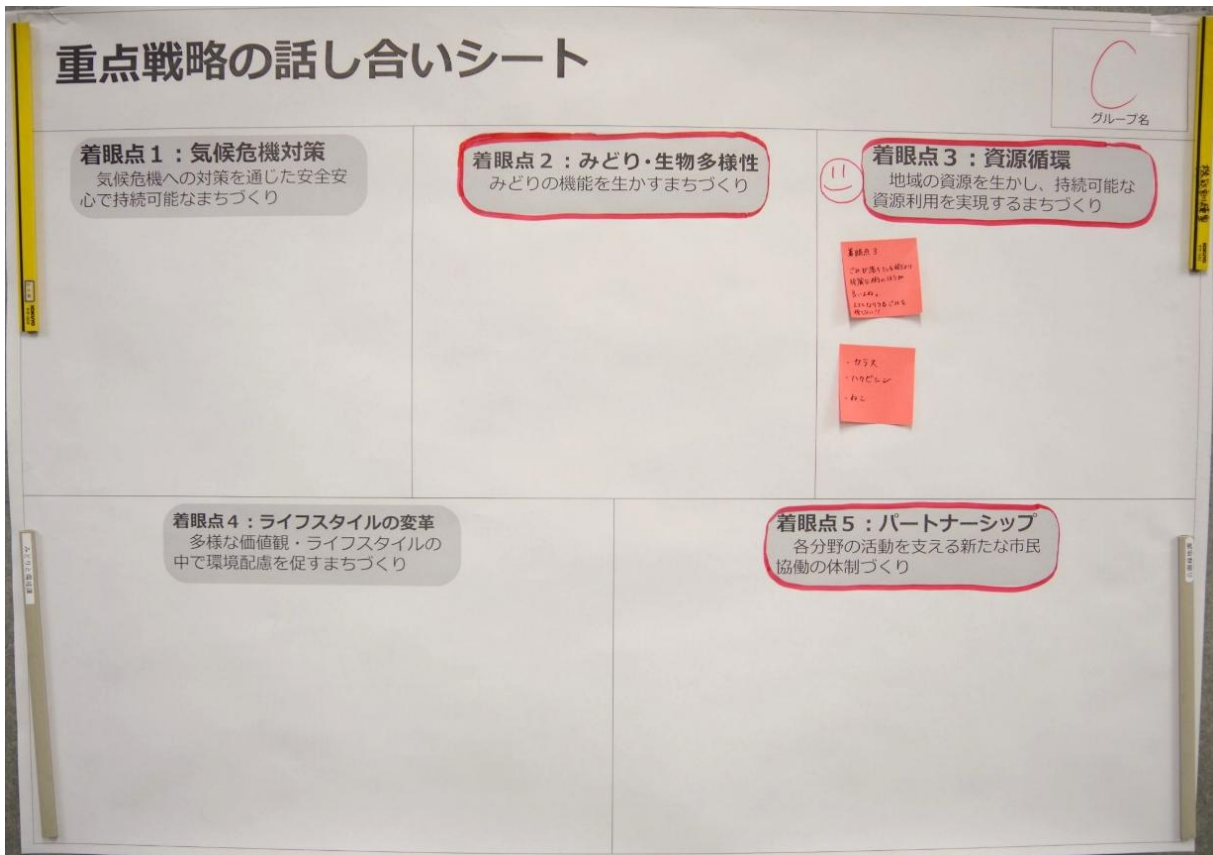 重点戦略の話し合いシート
C
グループ名
着眼点1：気候危機対策
気候危機への対策を通じた安全安
心で持続可能なまちづくり
着眼点2：みどり・生物多様性
みどりの機能を生かすまちづくり
着眼点3：資源循環
地域の資源を生かし、持続可能な
資源利用を実現するまちづくり
着眼点3
・カラス
・ハクビシン
・ねこ
着眼点4：ライフスタイルの変革
多様な価値観・ライフスタイルの
中で環境配慮を促すまちづくり
着眼点5：パートナーシップ
各分野の活動を支える新たな市民
協働の体制づくり